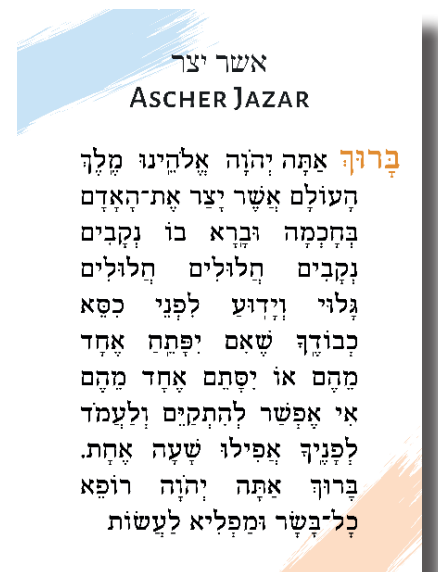 אשר יצר
ASCHER JAZAR
בָּרוּךְ אַתָּה יְהֹוָה אֱלֹהֵֽינוּ מֶֽלֶךְ
הָעוֹלָם אֲשֶׁר יָצַר אֶת־הָאָדָם
בְּחָכְמָה וּבָֽרָא בוֹ נְקָבִים
נְקָבִים חֲלוּלִים חֲלוּלִים
גָּלוּי וְיָדֽוּעַ לִפְנֵי כִסֵּא
כְבוֹדֶֽךָ שֶׁאִם יִפָּתֵֽחַ אֶחָד
מֵהֶם אוֹ יִסָּתֵם אֶחָד מֵהֶם
אִי אֶפְשַׁר לְהִתְקַיֵּם וְלַעֲמֹד
לְפָנֶֽיךָ אֲפִילוּ שָׁעָה אֶחָת.
בָּרוּךְ אַתָּה יְהֹוָה רוֹפֵא
כָל־בָּשָׂר וּמַפְלִיא לַעֲשׂוֹת